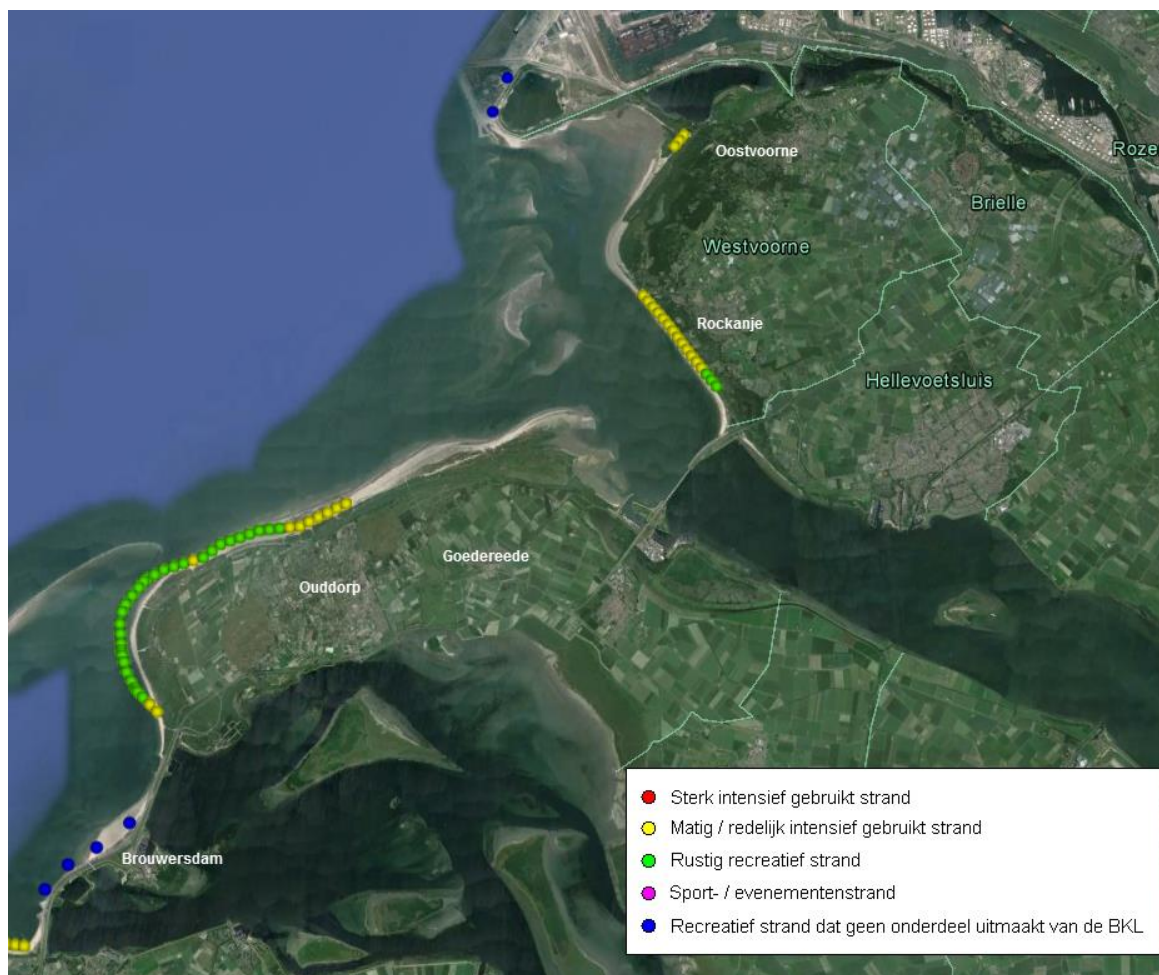 Oostvoorne
Roze
Brielle
Westvoorne
Rockanje
Hellevoetsluis
Goedereede
Ouddorp
Brouwersdam
Sterk intensief gebruikt strand
Matig / redelijk intensief gebruikt strand
Rustig recreatief strand
Sport- / evenementenstrand
Recreatief strand dat geen onderdeel uitmaakt van de BKL